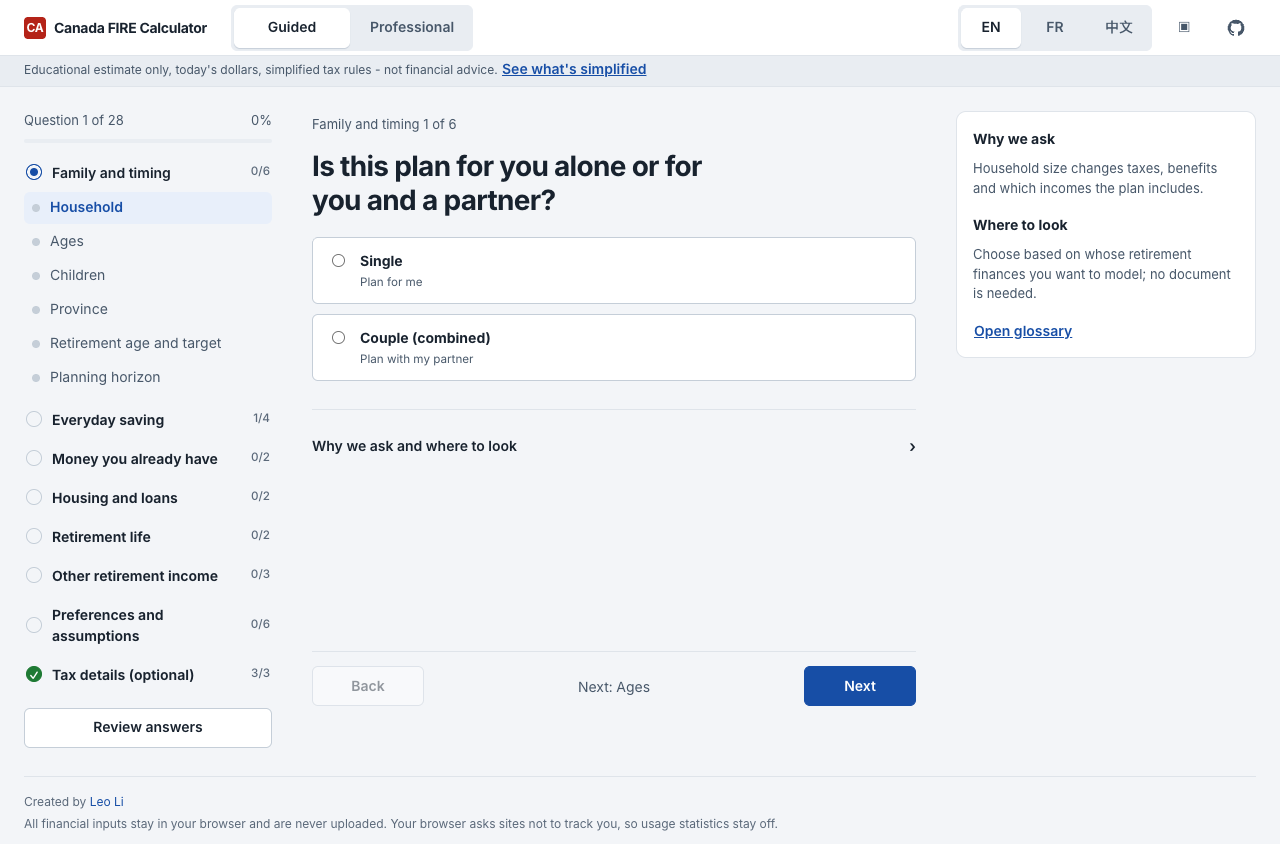 CA Canada FIRE Calculator
Guided
Professional
EN
FR
中文
Educational estimate only, today's dollars, simplified tax rules - not financial advice. See what's simplified
Question 1 of 28
0%
Family and timing
0/6
Household
Ages
Children
Province
Retirement age and target
Planning horizon
Everyday saving
1/4
Money you already have
0/2
Housing and loans
0/2
Retirement life
0/2
Other retirement income
0/3
Preferences and
assumptions
0/6
Tax details (optional)
3/3
Review answers
Family and timing 1 of 6
Is this plan for you alone or for
you and a partner?
Single
Plan for me
Couple (combined)
Plan with my partner
Why we ask and where to look
Back
Next: Ages
Next
Why we ask
Household size changes taxes, benefits
and which incomes the plan includes.
Where to look
Choose based on whose retirement
finances you want to model; no document
is needed.
Open glossary
Created by Leo Li
All financial inputs stay in your browser and are never uploaded. Your browser asks sites not to track you, so usage statistics stay off.